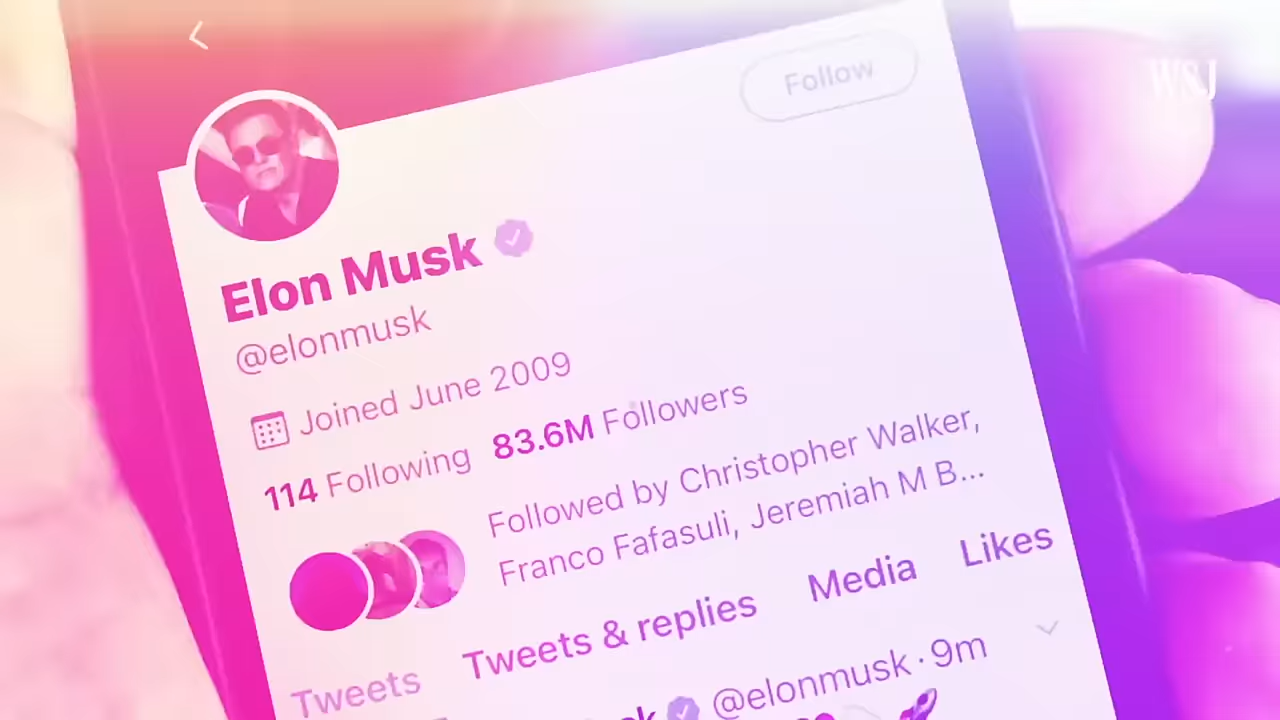 Follow
WSJ
Elon Musk
@elonmusk
Joined June 2009
114 Following 83.6M Followers
Followed by Christopher Walker,
Franco Fafasuli, Jeremiah M B...
Tweets Tweets & replies Media Likes
@elonmusk · 9m